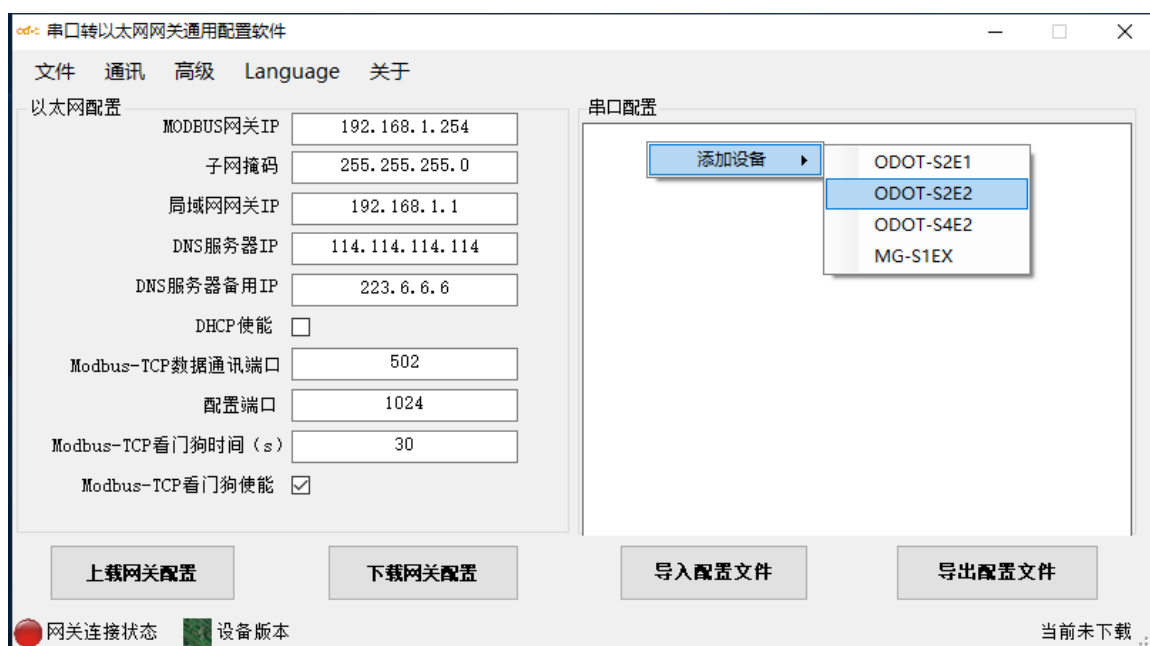 odot 串口转以太网网关通用配置软件
文件 通讯 高级 Language 关于
以太网配置
MODBUS网关IP 192.168.1.254
子网掩码 255.255.255.0
局域网网关IP 192.168.1.1
DNS服务器IP 114.114.114.114
DNS服务器备用IP 223.6.6.6
DHCP使能
Modbus-TCP数据通讯端口 502
配置端口 1024
Modbus-TCP看门狗时间（s） 30
Modbus-TCP看门狗使能
串口配置
添加设备
ODOT-S2E1
ODOT-S2E2
ODOT-S4E2
MG-S1EX
上载网关配置 下载网关配置 导入配置文件 导出配置文件
网关连接状态 设备版本 当前未下载